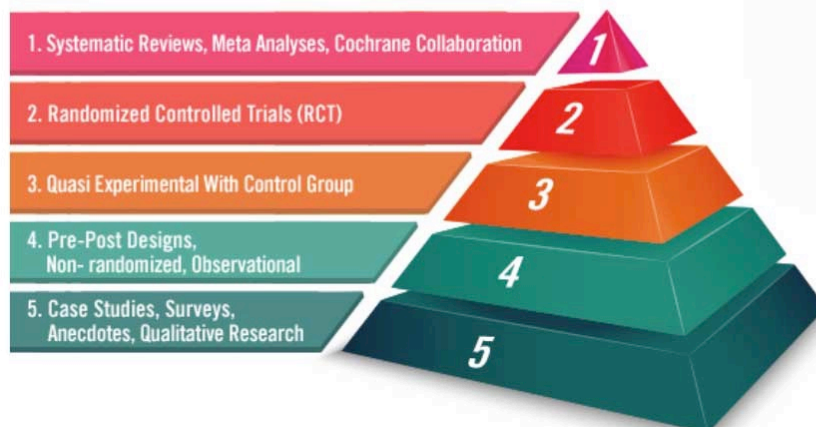 1. Systematic Reviews, Meta Analyses, Cochrane Collaboration
1
2. Randomized Controlled Trials (RCT)
2
3. Quasi Experimental With Control Group
3
4. Pre-Post Designs,
Non- randomized, Observational
4
5. Case Studies, Surveys,
Anecdotes, Qualitative Research
5